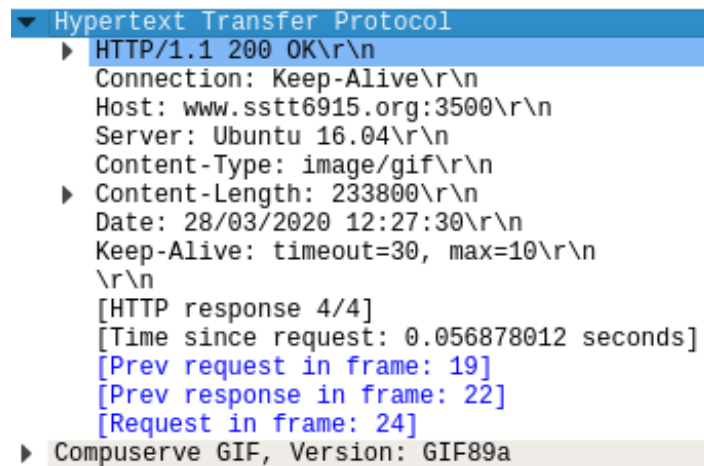 Hypertext Transfer Protocol
HTTP/1.1 200 OK\r\n
Connection: Keep-Alive\r\n
Host: www.sstt6915.org:3500\r\n
Server: Ubuntu 16.04\r\n
Content-Type: image/gif\r\n
Content-Length: 233800\r\n
Date: 28/03/2020 12:27:30\r\n
Keep-Alive: timeout=30, max=10\r\n
\r\n
[HTTP response 4/4]
[Time since request: 0.056878012 seconds]
[Prev request in frame: 19]
[Prev response in frame: 22]
[Request in frame: 24]
Compuserve GIF, Version: GIF89a